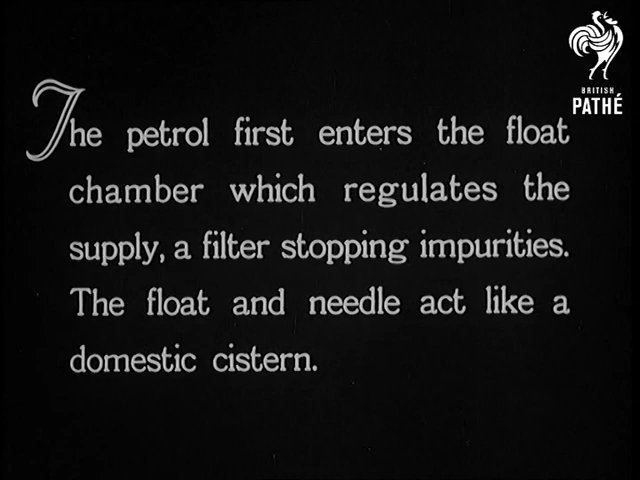 BRITISH
PATHÉ
The petrol first enters the float
chamber which regulates the
supply, a filter stopping impurities.
The float and needle act like a
domestic cistern.